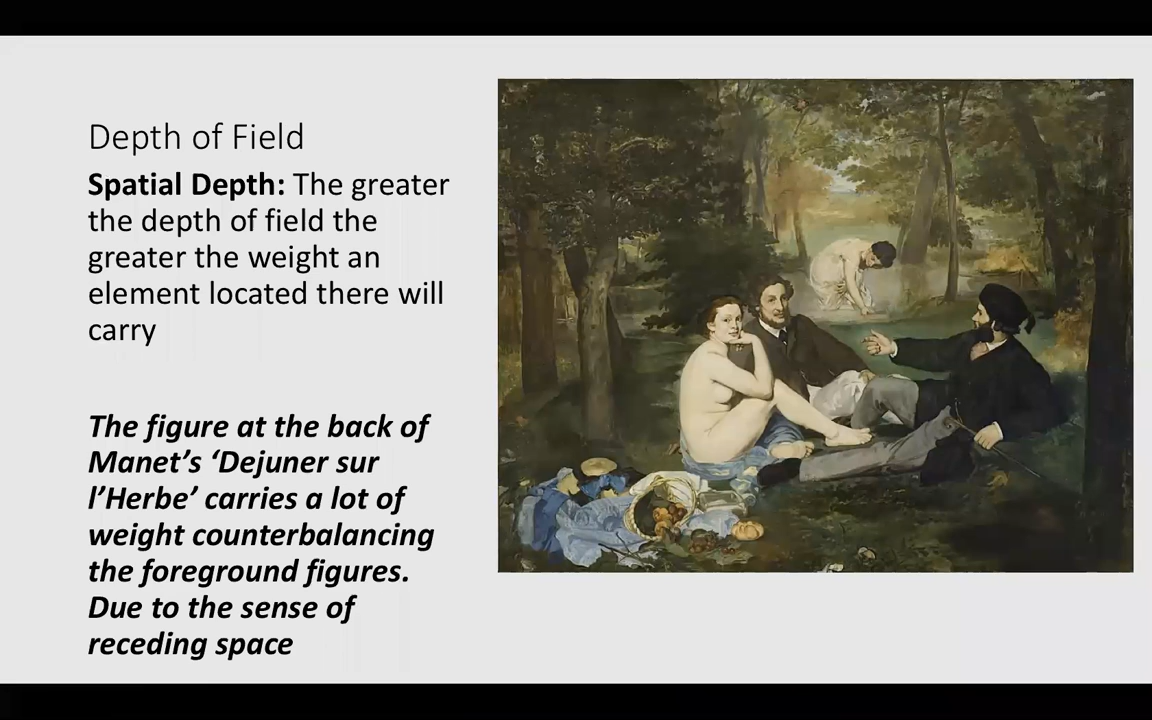 Depth of Field
Spatial Depth: The greater
the depth of field the
greater the weight an
element located there will
carry
The figure at the back of
Manet’s ‘Dejuner sur
l’Herbe’ carries a lot of
weight counterbalancing
the foreground figures.
Due to the sense of
receding space